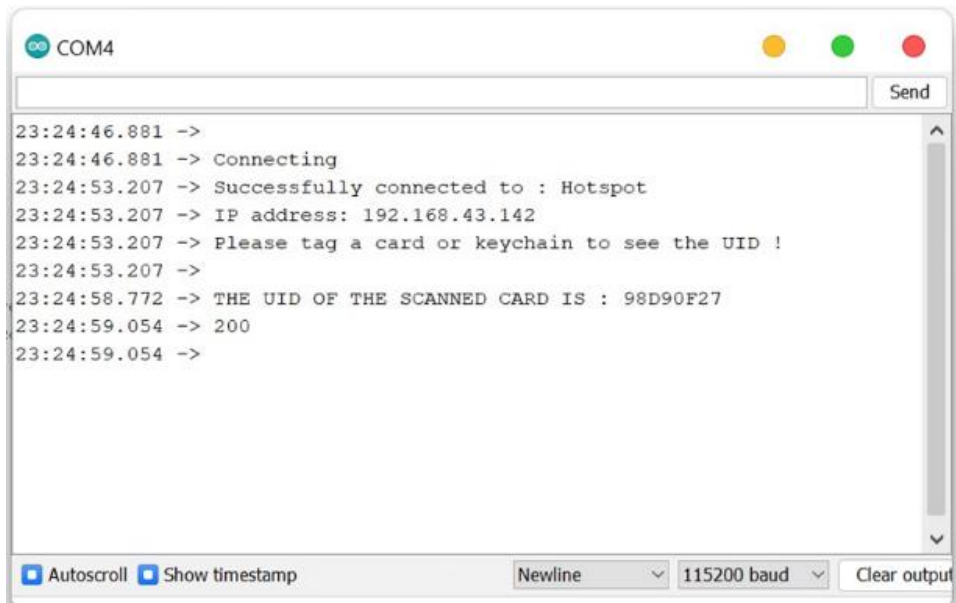 COM4
Send
23:24:46.881 ->
23:24:46.881 -> Connecting
23:24:53.207 -> Successfully connected to : Hotspot
23:24:53.207 -> IP address: 192.168.43.142
23:24:53.207 -> Please tag a card or keychain to see the UID !
23:24:53.207 ->
23:24:58.772 -> THE UID OF THE SCANNED CARD IS : 98D90F27
23:24:59.054 -> 200
23:24:59.054 ->
Autoscroll Show timestamp Newline 115200 baud Clear output